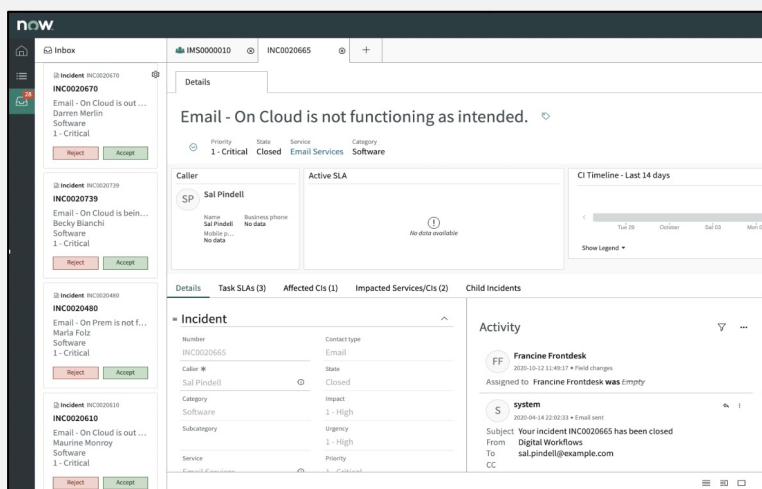 now
Inbox
IMS0000010
INC0020665
28
Incident INC0020670
INC0020670
Email - On Cloud is out ...
Darren Merlin
Software
1 - Critical
Reject Accept
Incident INC0020739
INC0020739
Email - On Cloud is bein...
Becky Bianchi
Software
1 - Critical
Reject Accept
Incident INC0020480
INC0020480
Email - On Prem is not f...
Marla Folz
Software
1 - Critical
Reject Accept
Incident INC0020610
INC0020610
Email - On Cloud is out ...
Maurine Monroy
Software
1 - Critical
Reject Accept
Details
Email - On Cloud is not functioning as intended.
Priority State Service Category
1 - Critical Closed Email Services Software
Caller
SP
Sal Pindell
Name Business phone
Sal Pindell No data
Mobile p...
No data
Active SLA
No data available
CI Timeline - Last 14 days
Tue 29 October Sat 03 Mon 0
Show Legend
Details Task SLAs (3) Affected CIs (1) Impacted Services/CIs (2) Child Incidents
Incident
Number Contact type
INC0020665 Email
Caller State
Sal Pindell Closed
Category Impact
Software 1 - High
Subcategory Urgency
1 - High
Service Priority
Email Services 1 - Critical
Activity
FF
Francine Frontdesk
2020-10-12 11:49:17 • Field changes
Assigned to Francine Frontdesk was Empty
S
system
2020-04-14 22:02:33 • Email sent
Subject Your incident INC0020665 has been closed
From Digital Workflows
To sal.pindell@example.com
CC